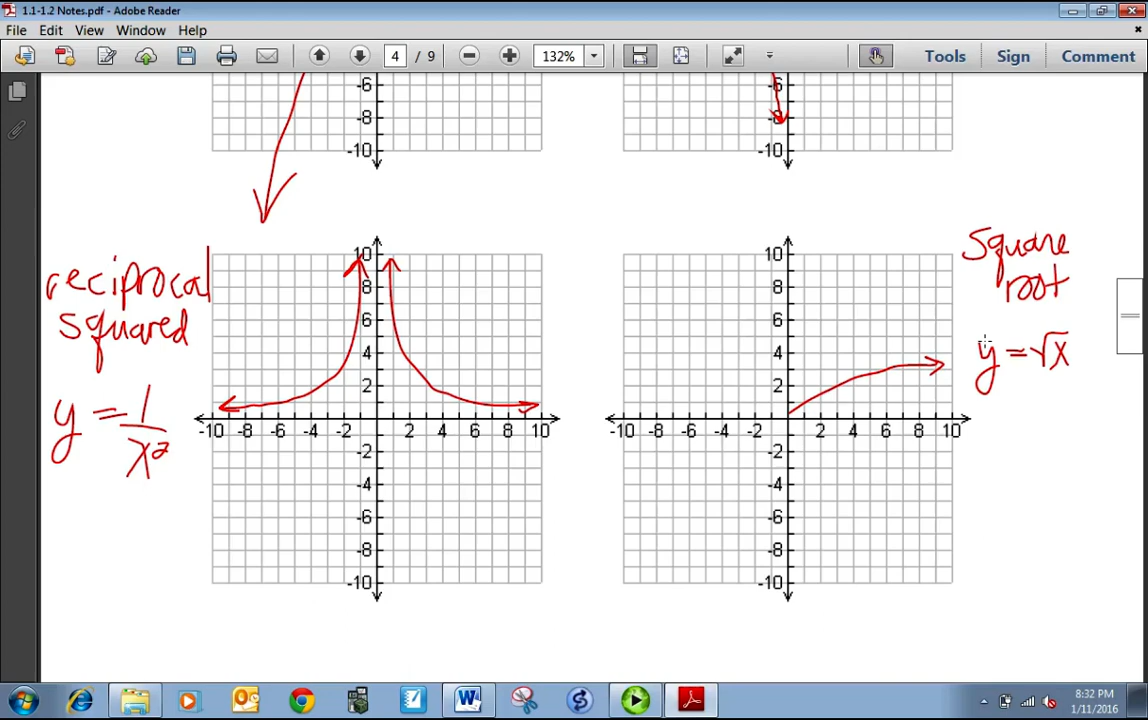 1.1-1.2 Notes.pdf - Adobe Reader
File Edit View Window Help
4 / 9 132% Tools Sign Comment
-6 -6
-8 -8
-10 -10
reciprocal
squared
y = 1/x²
10
8
6
4
2
-10 -8 -6 -4 -2 2 4 6 8 10
-2
-4
-6
-8
-10
10
8
6
4
2
-10 -8 -6 -4 -2 2 4 6 8 10
-2
-4
-6
-8
-10
Square
root
y = √x
8:32 PM
1/11/2016